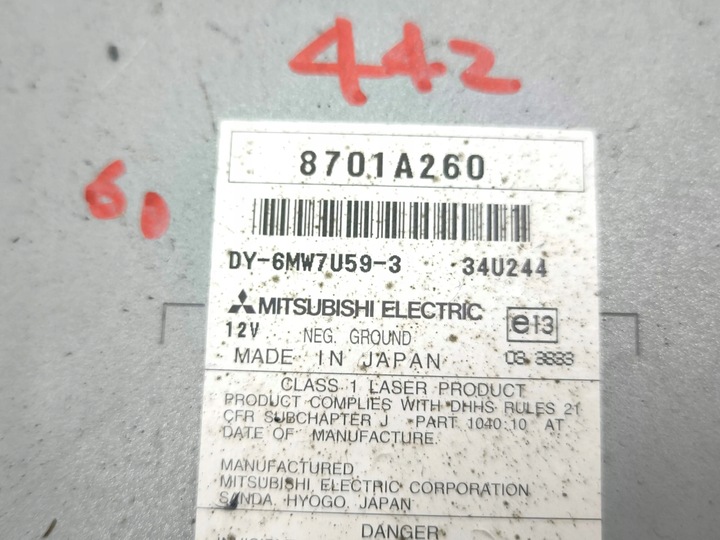 442
60
8701A260
DY-6MW7U59-3 34U244
MITSUBISHI ELECTRIC
12V NEG. GROUND
e13
MADE IN JAPAN
03
CLASS 1 LASER PRODUCT
PRODUCT COMPLIES WITH DHHS RULES 21
CFR SUBCHAPTER J PART 1040.10 AT
DATE OF MANUFACTURE.
MANUFACTURED
MITSUBISHI ELECTRIC CORPORATION
SANDA, HYOGO, JAPAN
DANGER